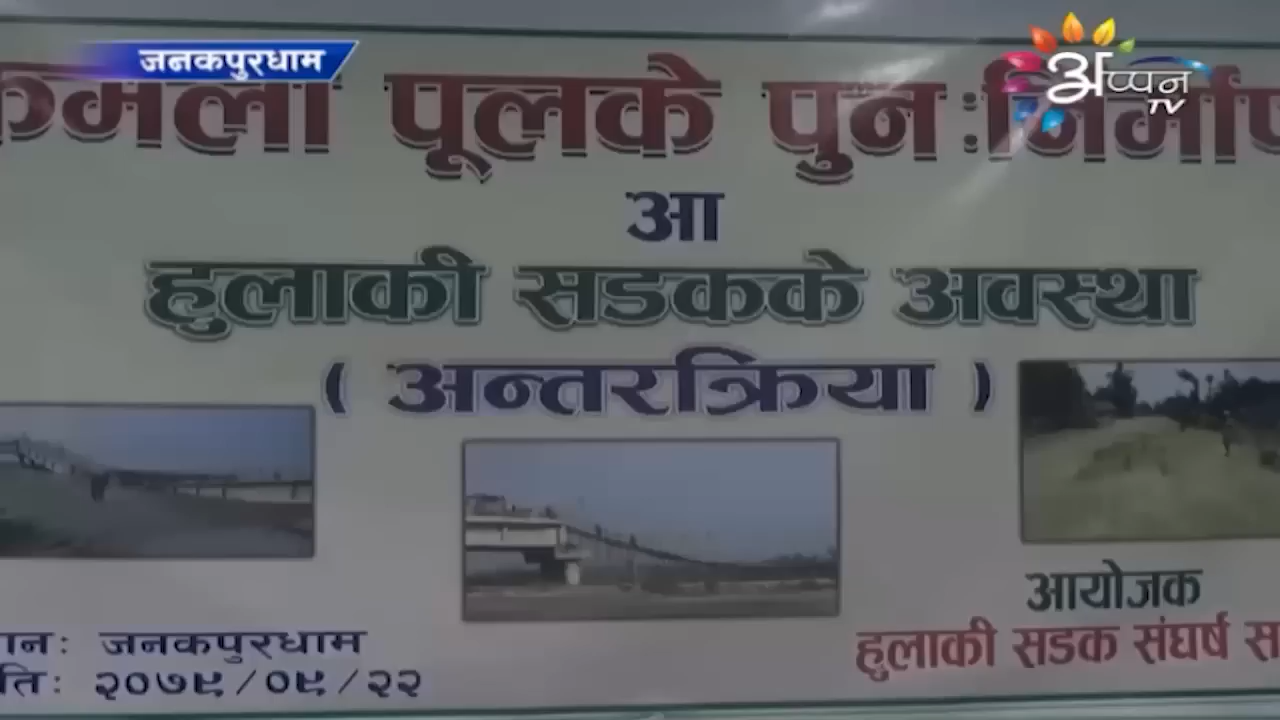 जनकपुरधाम
अप्पन
TV
कमला पूलके पुन:निर्माण
आ
हुलाकी सडकके अवस्था
( अन्तरक्रिया )
आयोजक
हुलाकी सडक संघर्ष स
ान: जनकपुरधाम
ति: २०७९/०९/२२